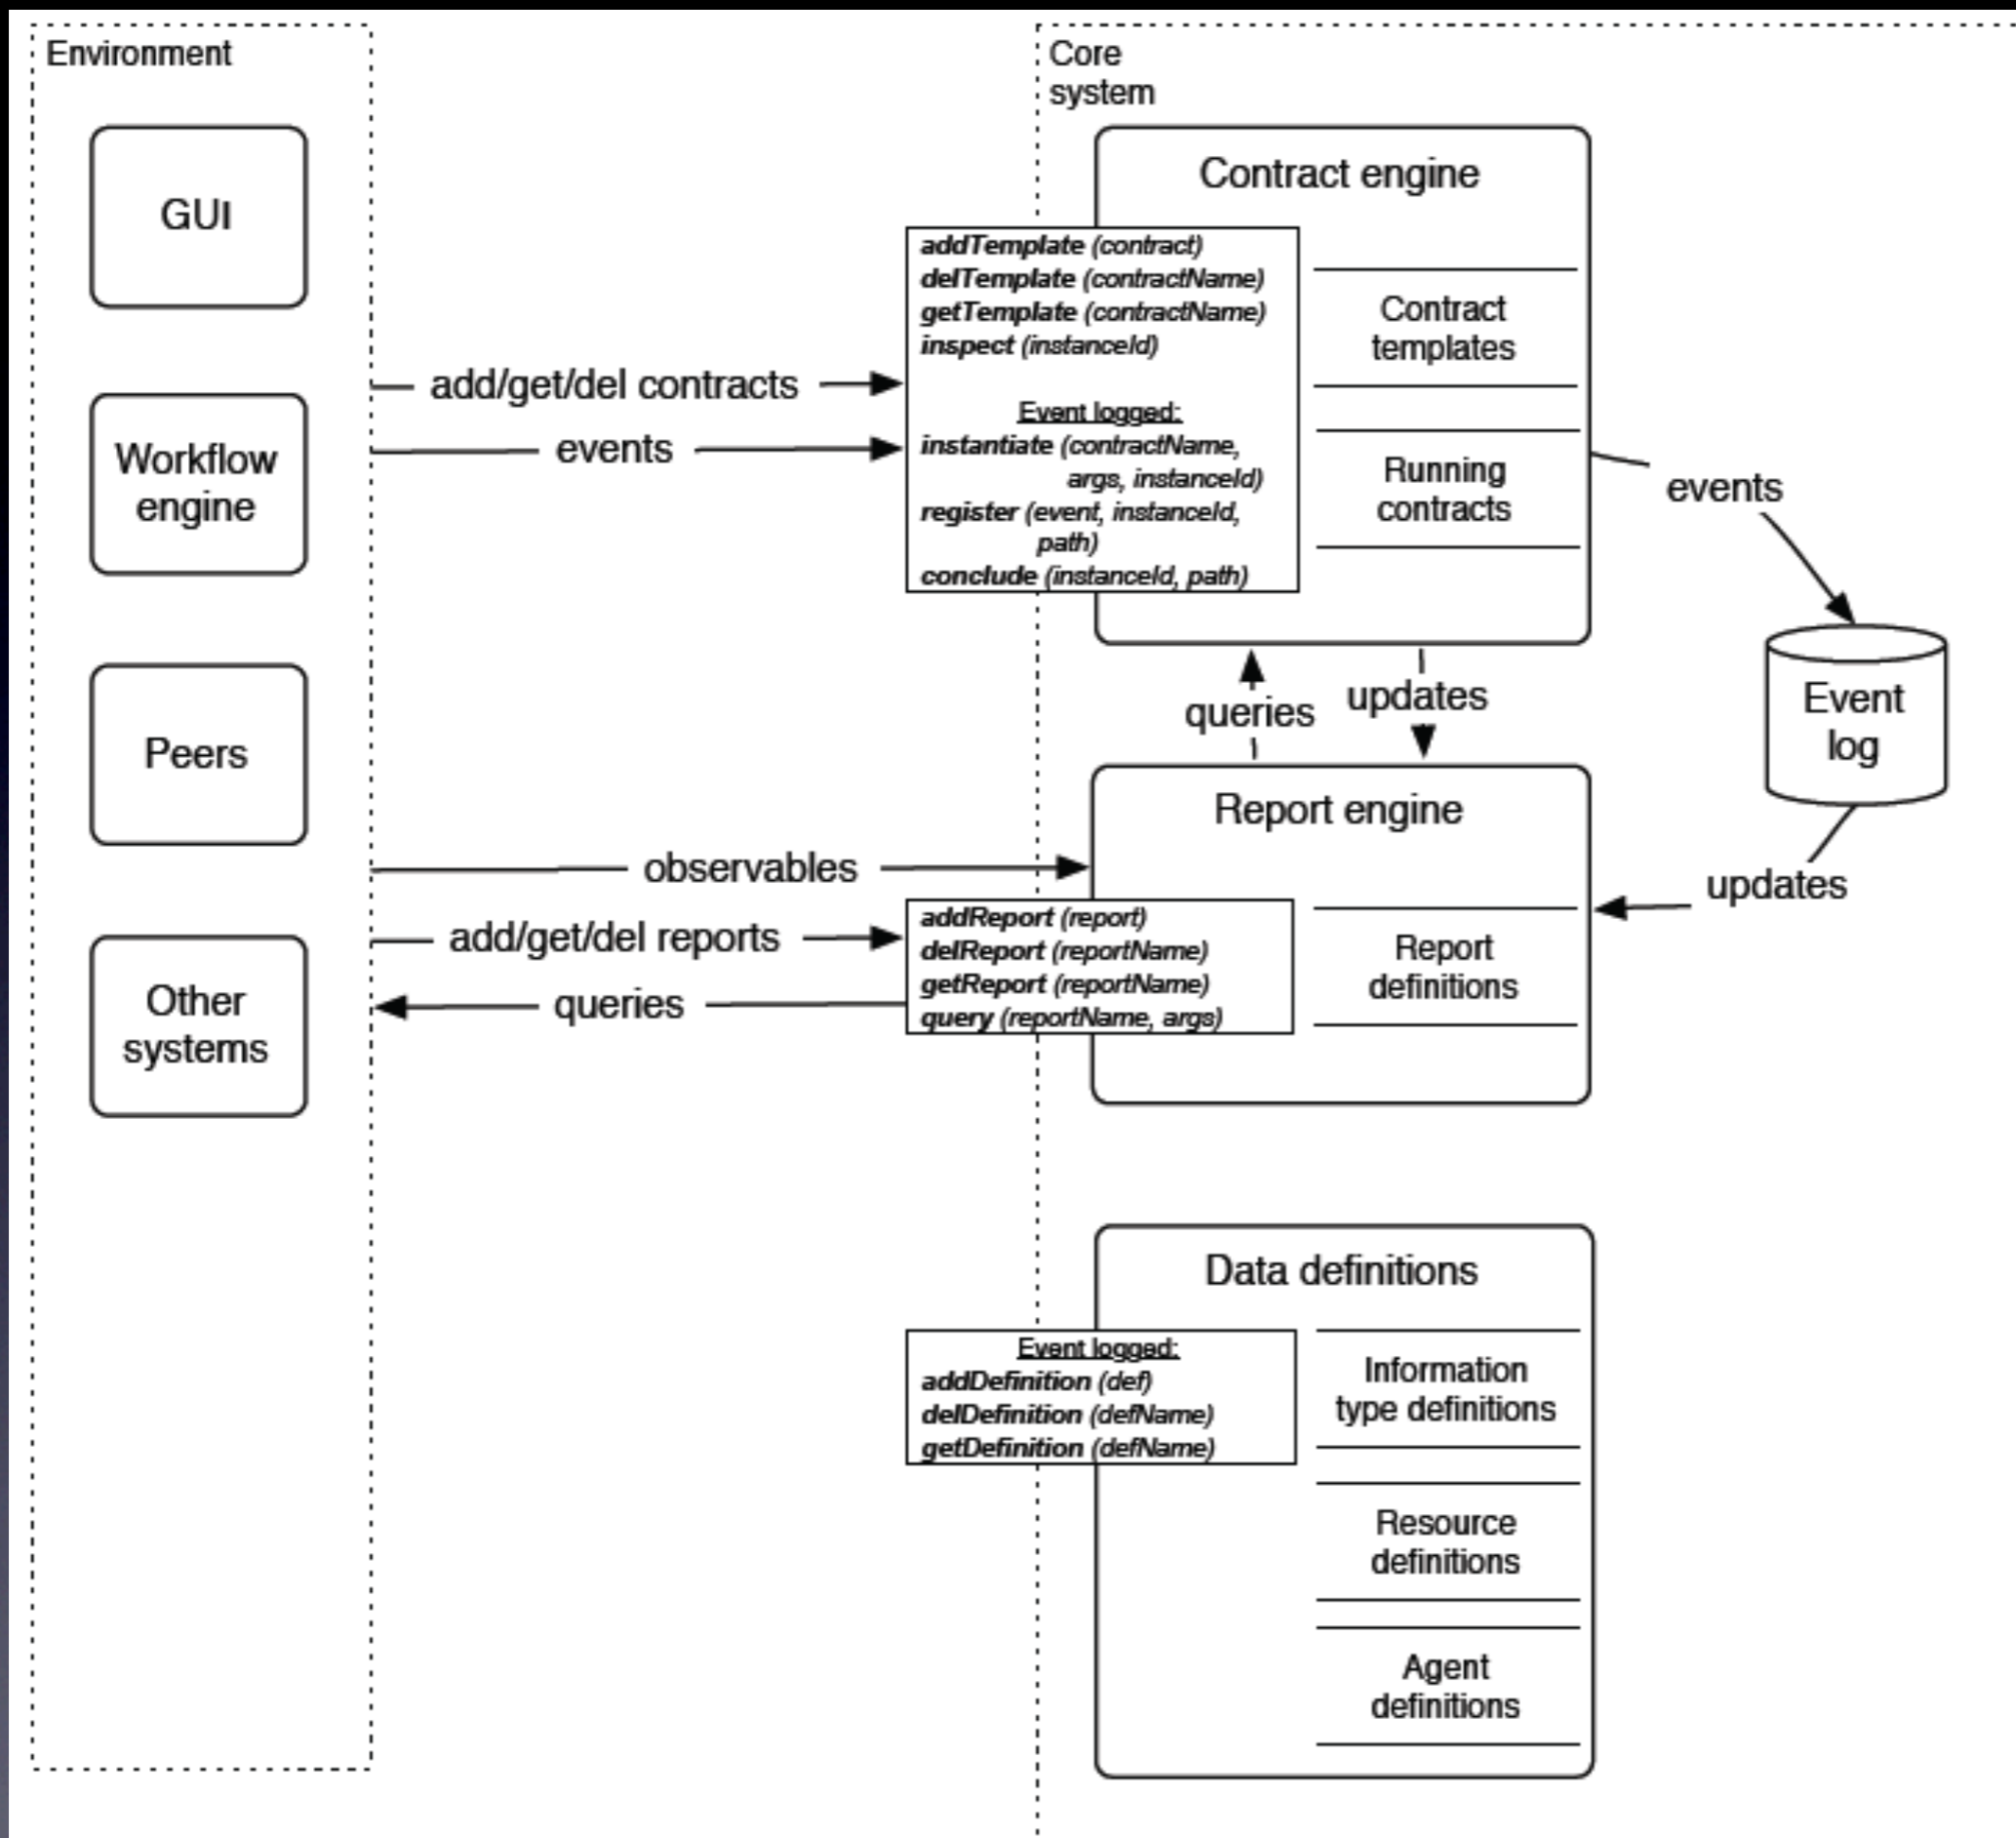 Environment
GUI
Workflow
engine
Peers
Other
systems
add/get/del contracts
events
observables
add/get/del reports
queries
Core
system
Contract engine
addTemplate (contract)
delTemplate (contractName)
getTemplate (contractName)
inspect (instanceId)
Event logged:
instantiate (contractName,
args, instanceId)
register (event, instanceId,
path)
conclude (instanceId, path)
Contract
templates
Running
contracts
events
queries
updates
Event
log
updates
Report engine
addReport (report)
delReport (reportName)
getReport (reportName)
query (reportName, args)
Report
definitions
Data definitions
Event logged:
addDefinition (def)
delDefinition (defName)
getDefinition (defName)
Information
type definitions
Resource
definitions
Agent
definitions